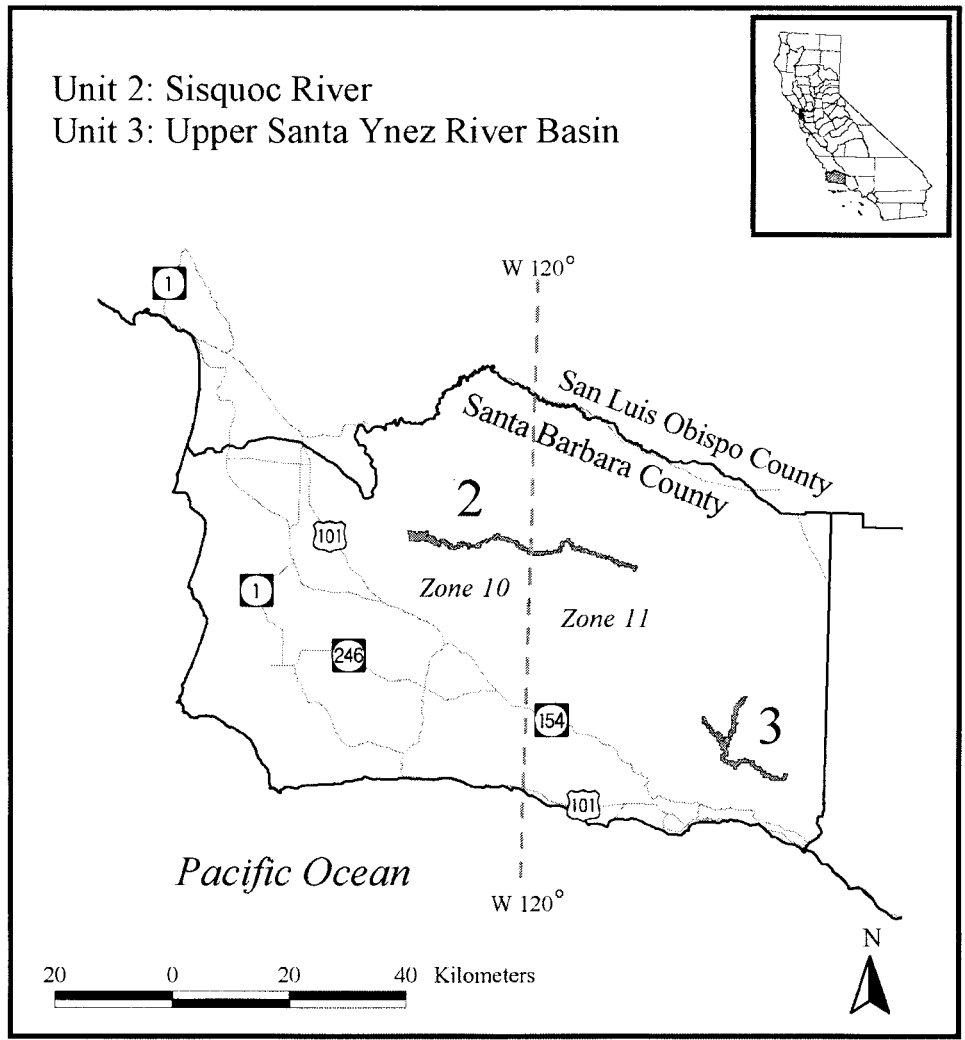 Unit 2: Sisquoc River
Unit 3: Upper Santa Ynez River Basin
1
W 120°
San Luis Obispo County
Santa Barbara County
2
101
Zone 10
1
Zone 11
246
154
3
101
Pacific Ocean
W 120°
N
20 0 20 40 Kilometers